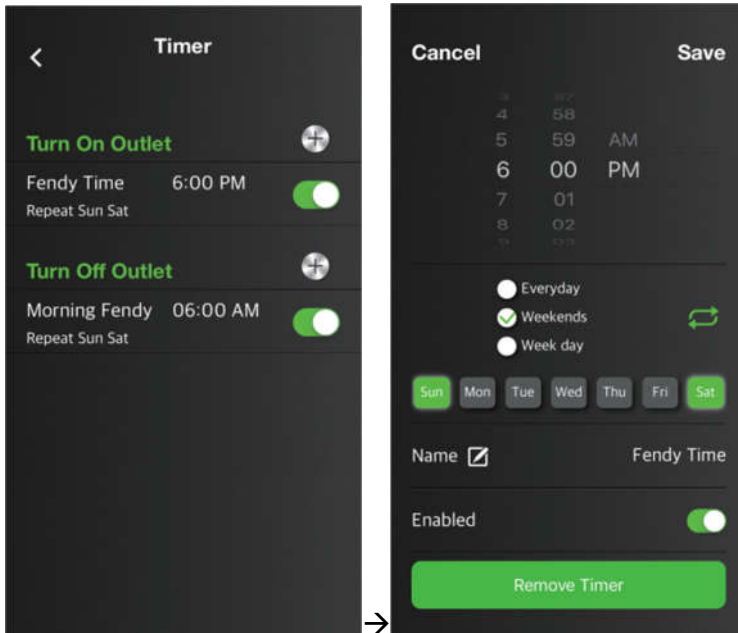 Timer
Turn On Outlet
Fendy Time 6:00 PM
Repeat Sun Sat
Turn Off Outlet
Morning Fendy 06:00 AM
Repeat Sun Sat
→
Cancel Save
4 58
5 59 AM
6 00 PM
7 01
8 02
Everyday
Weekends
Week day
Sun Mon Tue Wed Thu Fri Sat
Name Fendy Time
Enabled
Remove Timer